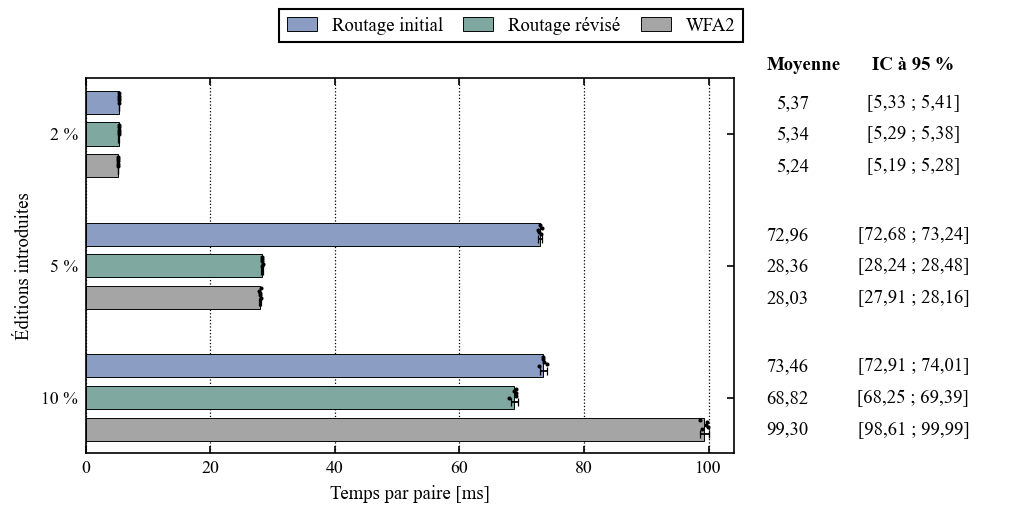 Routage initial Routage révisé WFA2
Moyenne IC à 95 %
5,37 [5,33 ; 5,41]
2 % 5,34 [5,29 ; 5,38]
5,24 [5,19 ; 5,28]
72,96 [72,68 ; 73,24]
5 % 28,36 [28,24 ; 28,48]
28,03 [27,91 ; 28,16]
73,46 [72,91 ; 74,01]
10 % 68,82 [68,25 ; 69,39]
99,30 [98,61 ; 99,99]
Éditions introduites
0 20 40 60 80 100
Temps par paire [ms]